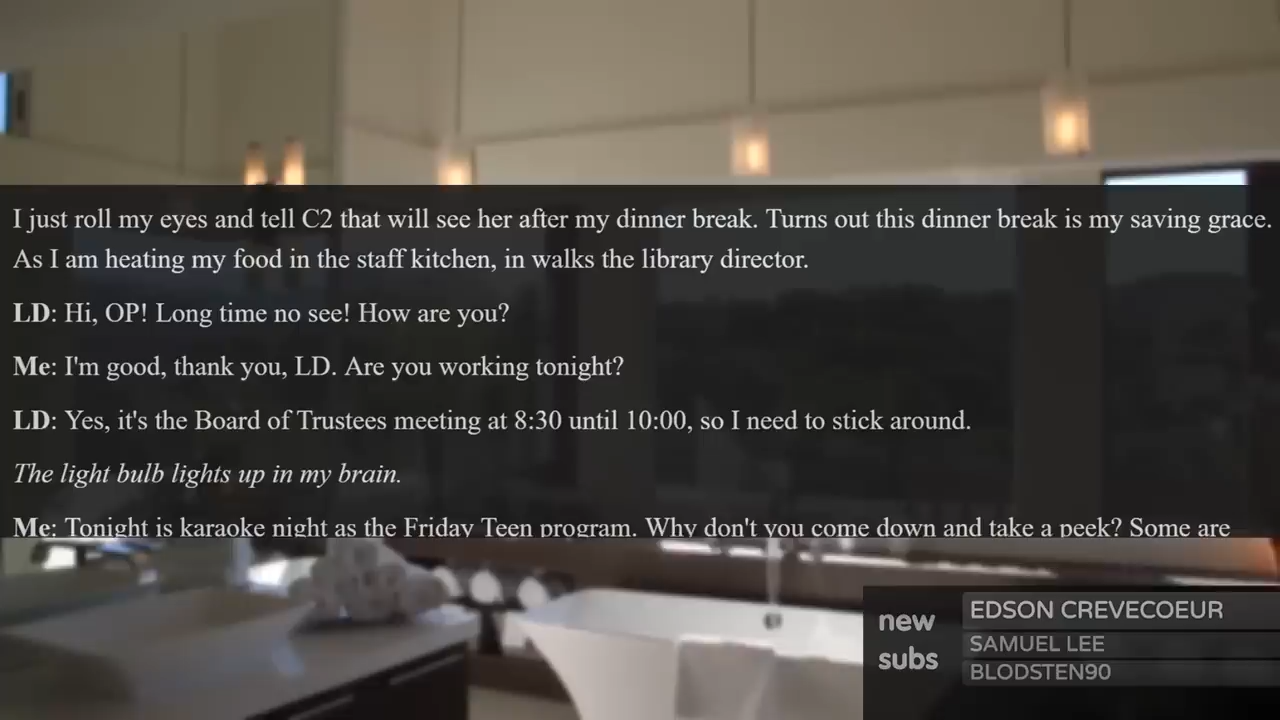 I just roll my eyes and tell C2 that will see her after my dinner break. Turns out this dinner break is my saving grace.
As I am heating my food in the staff kitchen, in walks the library director.
LD: Hi, OP! Long time no see! How are you?
Me: I'm good, thank you, LD. Are you working tonight?
LD: Yes, it's the Board of Trustees meeting at 8:30 until 10:00, so I need to stick around.
The light bulb lights up in my brain.
Me: Tonight is karaoke night as the Friday Teen program. Why don't you come down and take a peek? Some are
new
subs
EDSON CREVECOEUR
SAMUEL LEE
BLODSTEN90